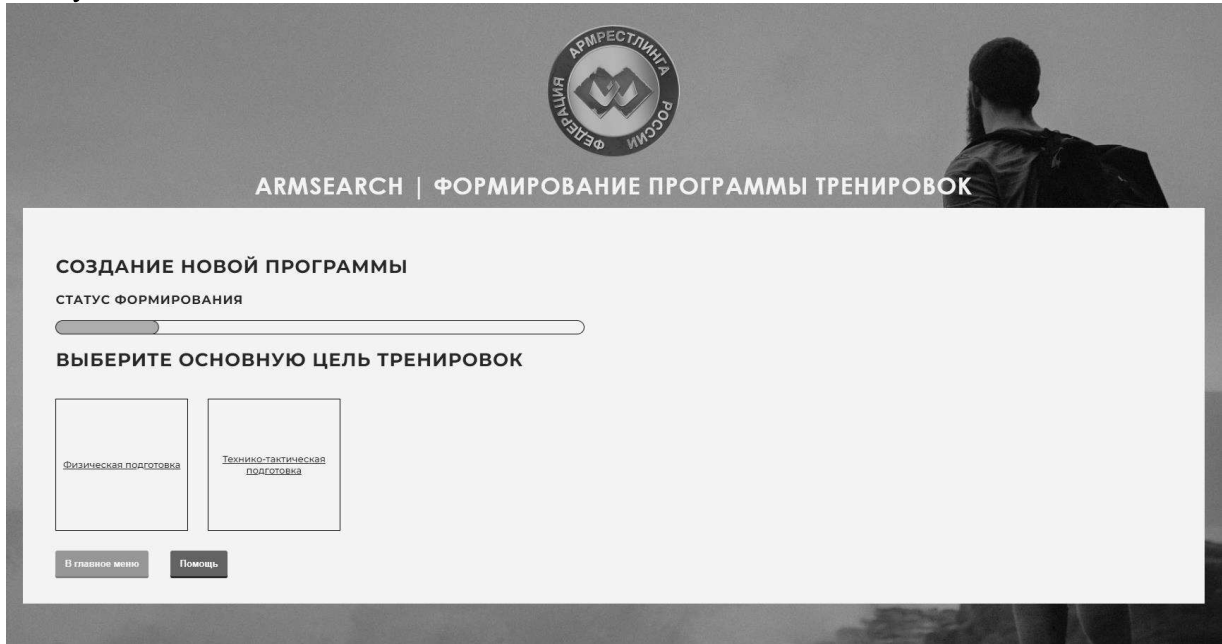 ФЕДЕРАЦИЯ АРМРЕСТЛИНГА РОССИИ
ARMSEARCH | ФОРМИРОВАНИЕ ПРОГРАММЫ ТРЕНИРОВОК
СОЗДАНИЕ НОВОЙ ПРОГРАММЫ
СТАТУС ФОРМИРОВАНИЯ
ВЫБЕРИТЕ ОСНОВНУЮ ЦЕЛЬ ТРЕНИРОВОК
Физическая подготовка
Технико-тактическая
подготовка
В главное меню
Помощь